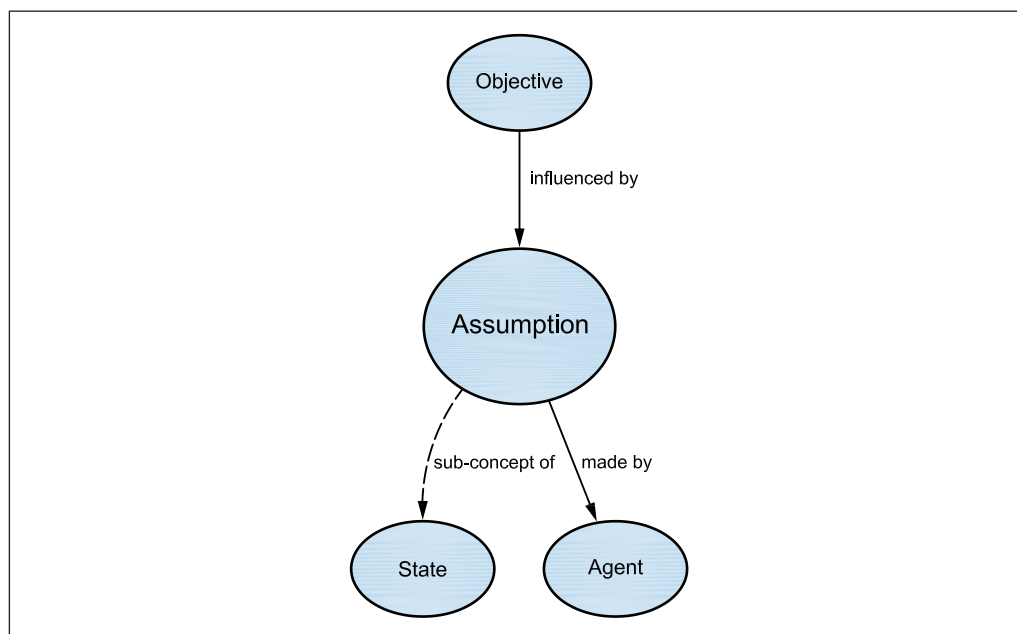 Objective
influenced by
Assumption
sub-concept of
made by
State
Agent